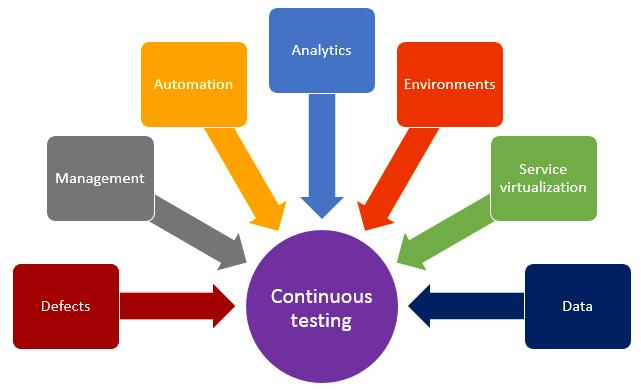 Analytics
Automation
Environments
Management
Service
virtualization
Defects
Continuous
testing
Data